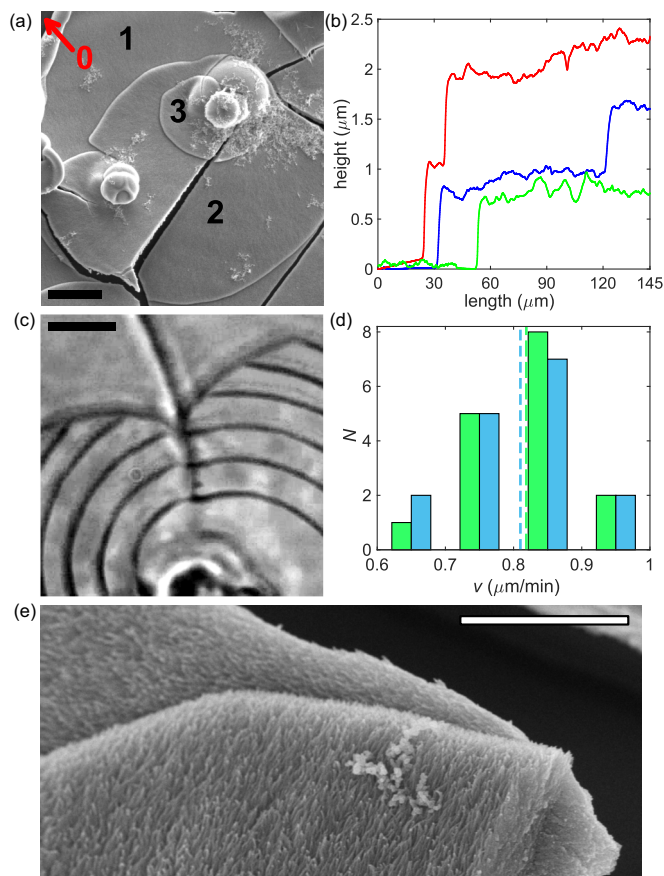 (a)
0
1
3
2
(b)
height (μm)
2.5
2
1.5
1
0.5
0
0 30 60 90 120 145
length (μm)
(c)
(d)
N
8
6
4
2
0
0.6 0.7 0.8 0.9 1
v (μm/min)
(e)